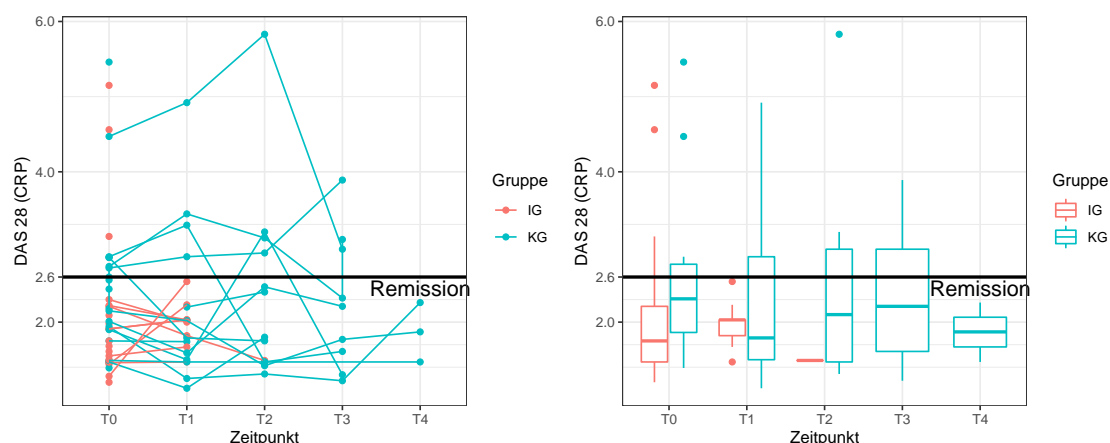 6.0
4.0
2.6
2.0
DAS 28 (CRP)
Remission
T0 T1 T2 T3 T4
Zeitpunkt
Gruppe
IG
KG
6.0
4.0
2.6
2.0
DAS 28 (CRP)
Remission
T0 T1 T2 T3 T4
Zeitpunkt
Gruppe
IG
KG